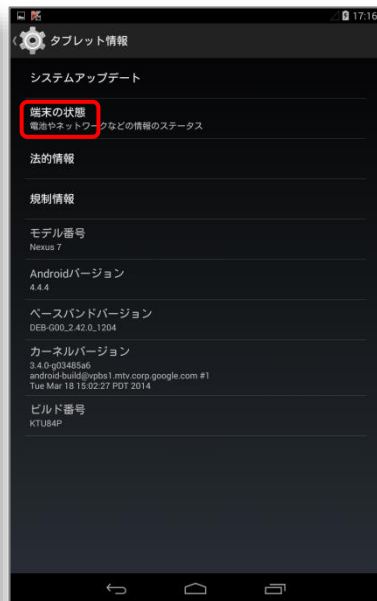 17:16
タブレット情報
システムアップデート
端末の状態
電池やネットワークなどの情報のステータス
法的情報
規制情報
モデル番号
Nexus 7
Androidバージョン
4.4.4
ベースバンドバージョン
DEB-G00_2.42.0_1204
カーネルバージョン
3.4.0-g03485a6
android-build@vpbs1.mtv.corp.google.com #1
Tue Mar 18 15:02:27 PDT 2014
ビルド番号
KTU84P